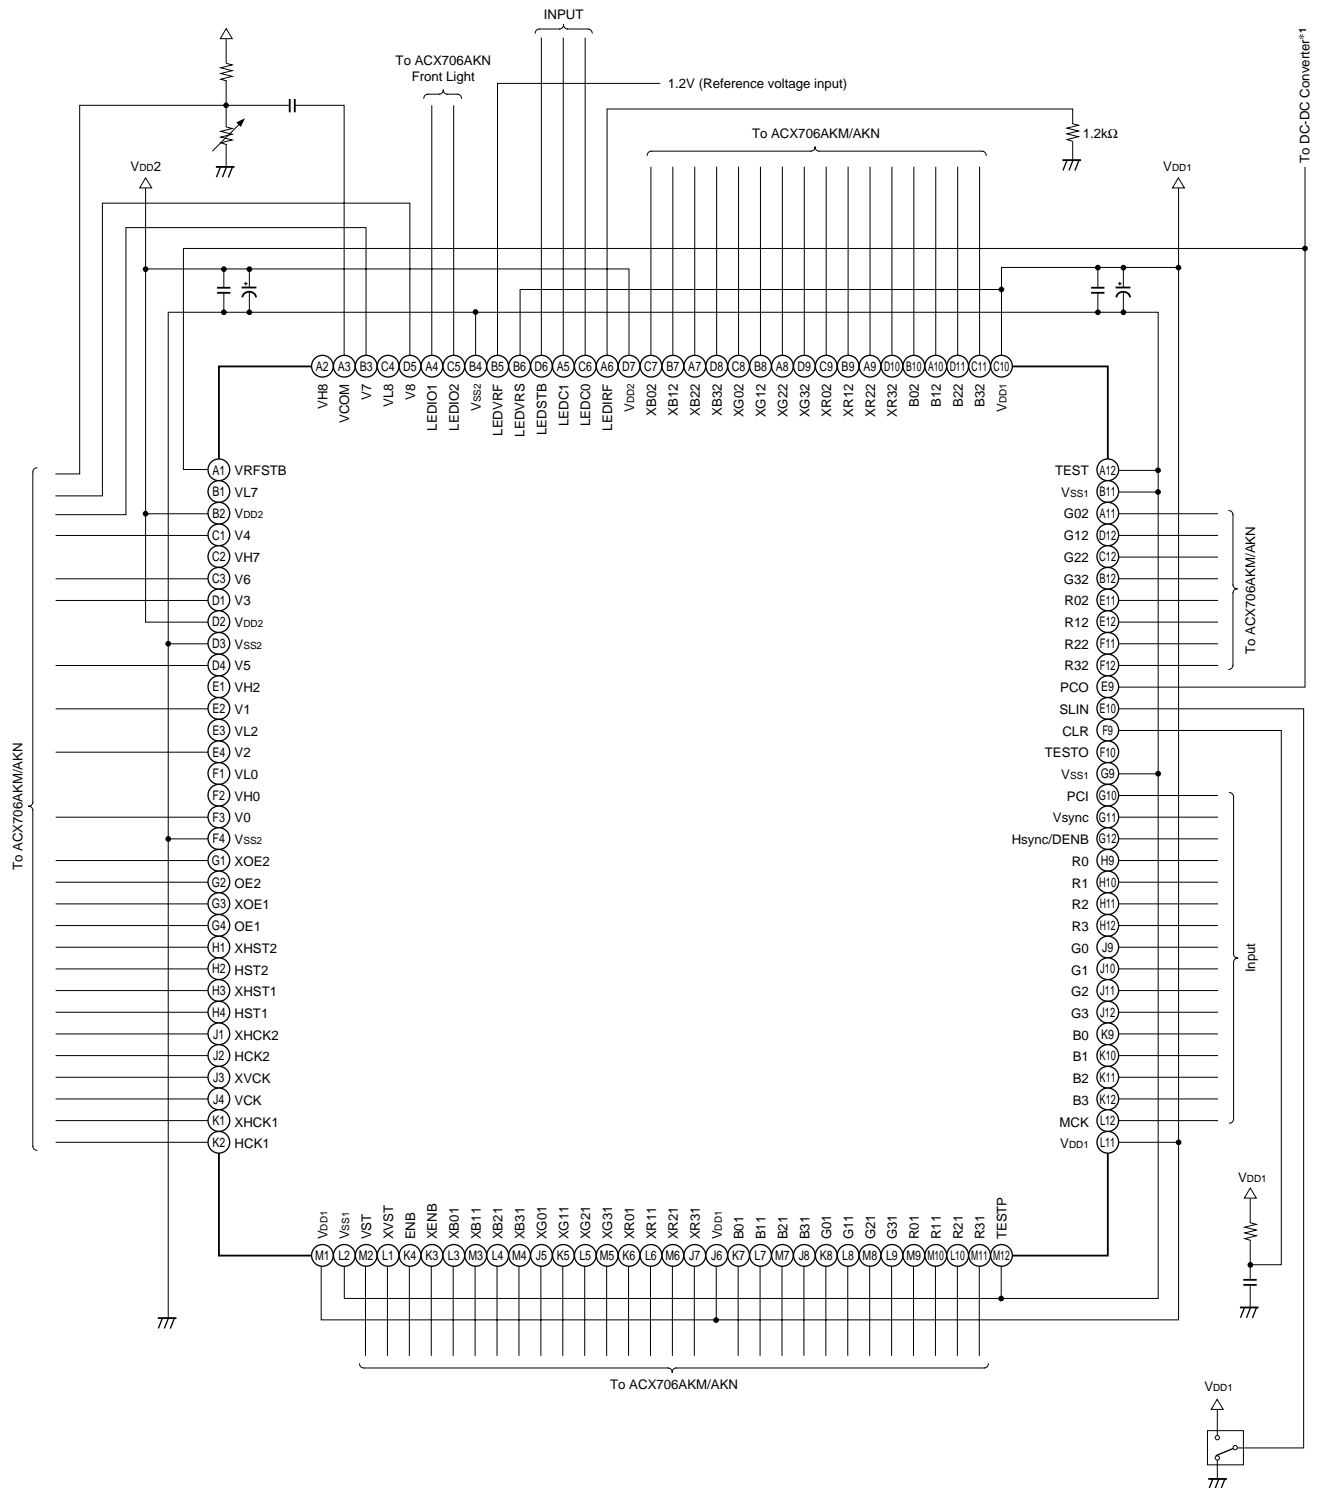 INPUT
To ACX706AKN
Front Light
1.2V (Reference voltage input)
To DC-DC Converter*1
To ACX706AKM/AKN
1.2kΩ
VDD2
VDD1
A2 A3 B3 C4 D5 A4 C5 B4 B5 B6 D6 A5 C6 A6 D7 C7 B7 A7 D8 C8 B8 A8 D9 C9 B9 A9 D10 B10 A10 D11 C11 C10
VH8 VCOM V7 VL8 V8 LEDIO1 LEDIO2 VSS2 LEDVRF LEDVRS LEDSTB LEDC1 LEDC0 LEDIRF VDD2 XB02 XB12 XB22 XB32 XG02 XG12 XG22 XG32 XR02 XR12 XR22 XR32 B02 B12 B22 B32 VDD1
A1 VRFSTB
B1 VL7
B2 VDD2
C1 V4
C2 VH7
C3 V6
D1 V3
D2 VDD2
D3 VSS2
D4 V5
E1 VH2
E2 V1
E3 VL2
E4 V2
F1 VL0
F2 VH0
F3 V0
F4 VSS2
G1 XOE2
G2 OE2
G3 XOE1
G4 OE1
H1 XHST2
H2 HST2
H3 XHST1
H4 HST1
J1 XHCK2
J2 HCK2
J3 XVCK
J4 VCK
K1 XHCK1
K2 HCK1
To ACX706AKM/AKN
TEST A12
VSS1 B11
G02 A11
G12 D12
G22 C12
G32 B12
R02 E11
R12 E12
R22 F11
R32 F12
PCO E9
SLIN E10
CLR F9
TESTO F10
VSS1 G9
PCI G10
Vsync G11
Hsync/DENB G12
R0 H9
R1 H10
R2 H11
R3 H12
G0 J9
G1 J10
G2 J11
G3 J12
B0 K9
B1 K10
B2 K11
B3 K12
MCK L12
VDD1 L11
To ACX706AKM/AKN
Input
VDD1 VSS1 VST XVST ENB XENB XB01 XB11 XB21 XB31 XG01 XG11 XG21 XG31 XR01 XR11 XR21 XR31 VDD1 B01 B11 B21 B31 G01 G11 G21 G31 R01 R11 R21 R31 TESTP
M1 L2 M2 L1 K4 K3 L3 M3 L4 M4 J5 K5 L5 M5 K6 L6 M6 J7 J6 K7 L7 M7 J8 K8 L8 M8 L9 M9 M10 L10 M11 M12
VDD1
To ACX706AKM/AKN
VDD1